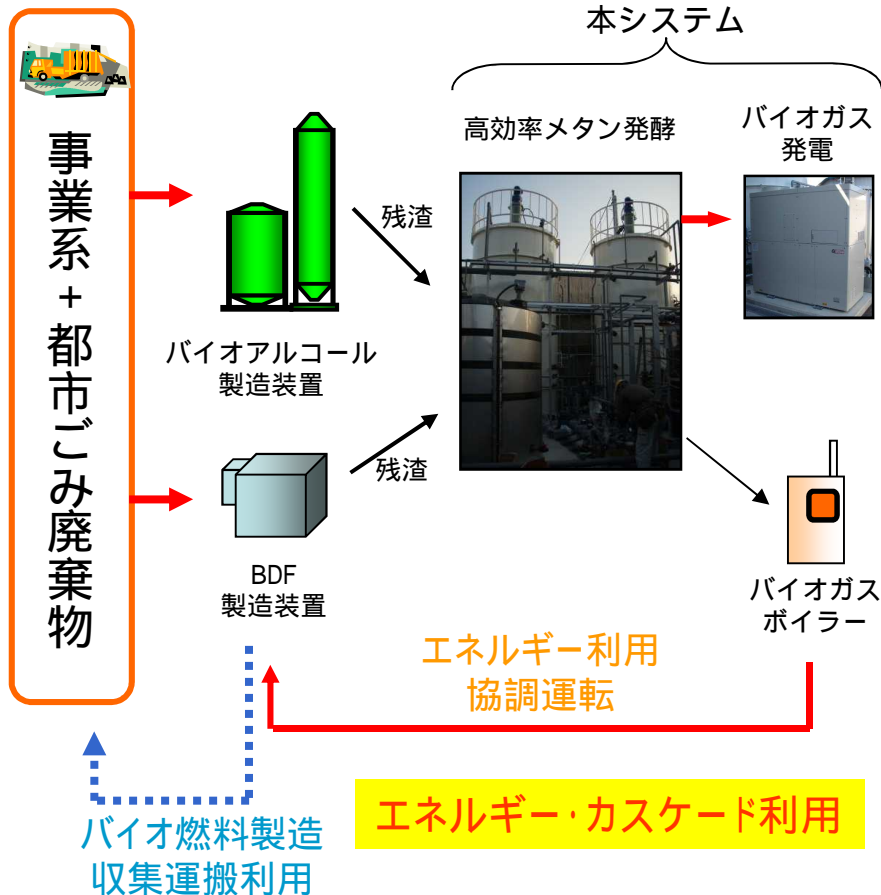 本システム
事業系+都市ごみ廃棄物
高効率メタン発酵
バイオガス
発電
残渣
バイオアルコール
製造装置
残渣
BDF
製造装置
バイオガス
ボイラー
エネルギー利用
協調運転
エネルギー・カスケード利用
バイオ燃料製造
収集運搬利用